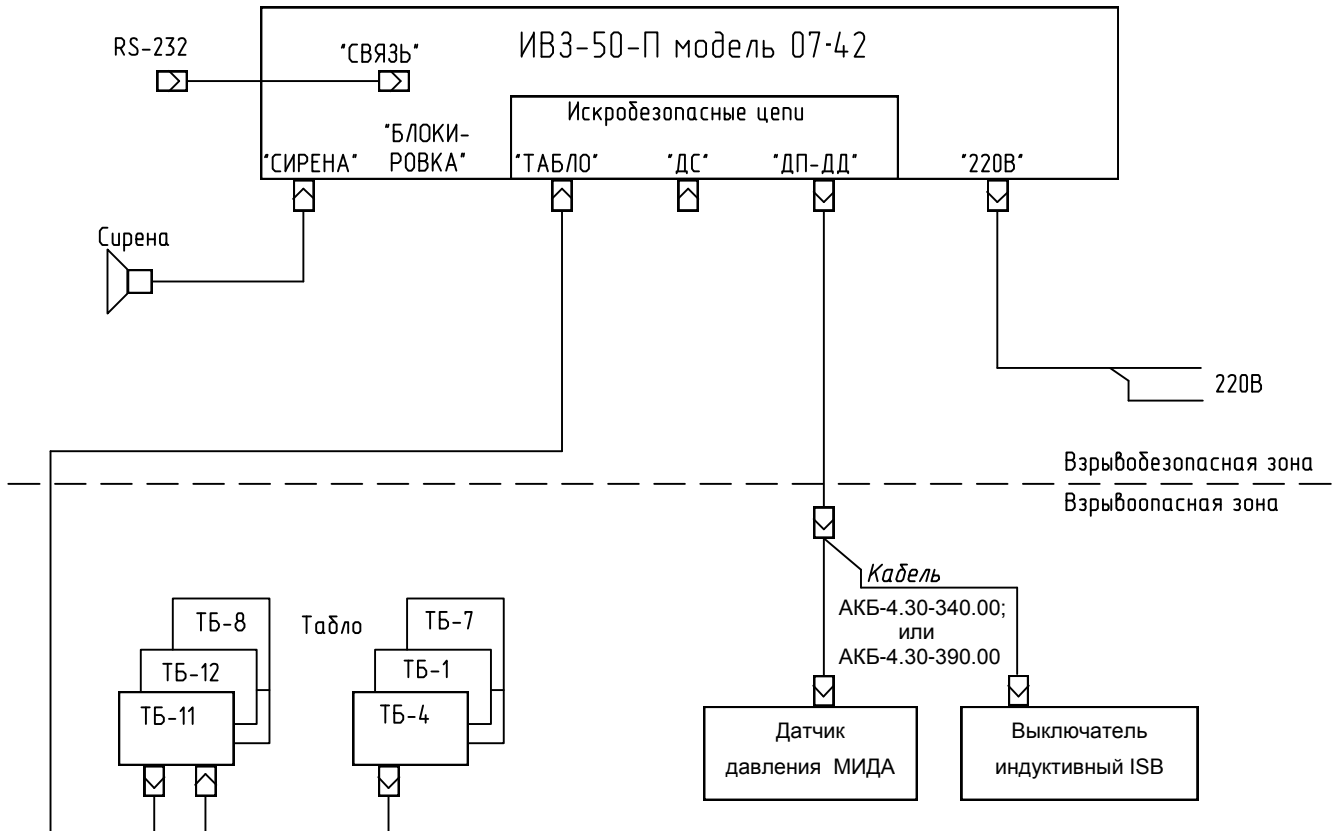 ИВЗ-50-П модель 07-42
RS-232
"СВЯЗЬ"
Искробезопасные цепи
"БЛОКИ-
РОВКА"
"СИРЕНА"
"ТАБЛО"
"ДС"
"ДП-ДД"
"220В"
Сирена
220В
Взрывобезопасная зона
Взрывоопасная зона
Кабель
АКБ-4.30-340.00;
или
АКБ-4.30-390.00
Табло
ТБ-8
ТБ-12
ТБ-11
ТБ-7
ТБ-1
ТБ-4
Датчик
давления МИДА
Выключатель
индуктивный ISB